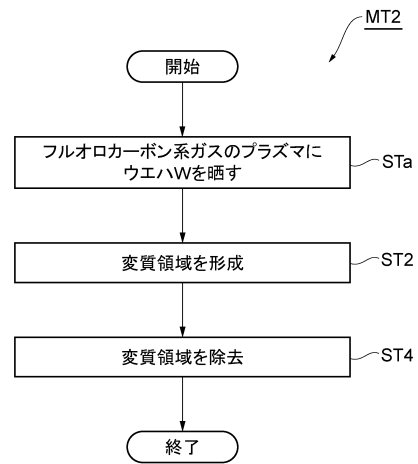 MT2
開始
フルオロカーボン系ガスのプラズマに
ウエハWを晒す
STa
変質領域を形成
ST2
変質領域を除去
ST4
終了